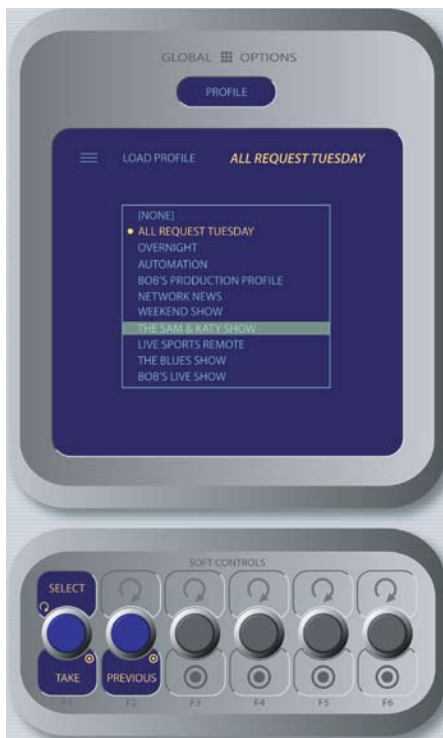 GLOBAL OPTIONS
PROFILE
LOAD PROFILE ALL REQUEST TUESDAY
[NONE]
ALL REQUEST TUESDAY
OVERNIGHT
AUTOMATION
BOB'S PRODUCTION PROFILE
NETWORK NEWS
WEEKEND SHOW
THE SAM & KATY SHOW
LIVE SPORTS REMOTE
THE BLUES SHOW
BOB'S LIVE SHOW
SOFT CONTROLS
SELECT
TAKE PREVIOUS
F1 F2 F3 F4 F5 F6